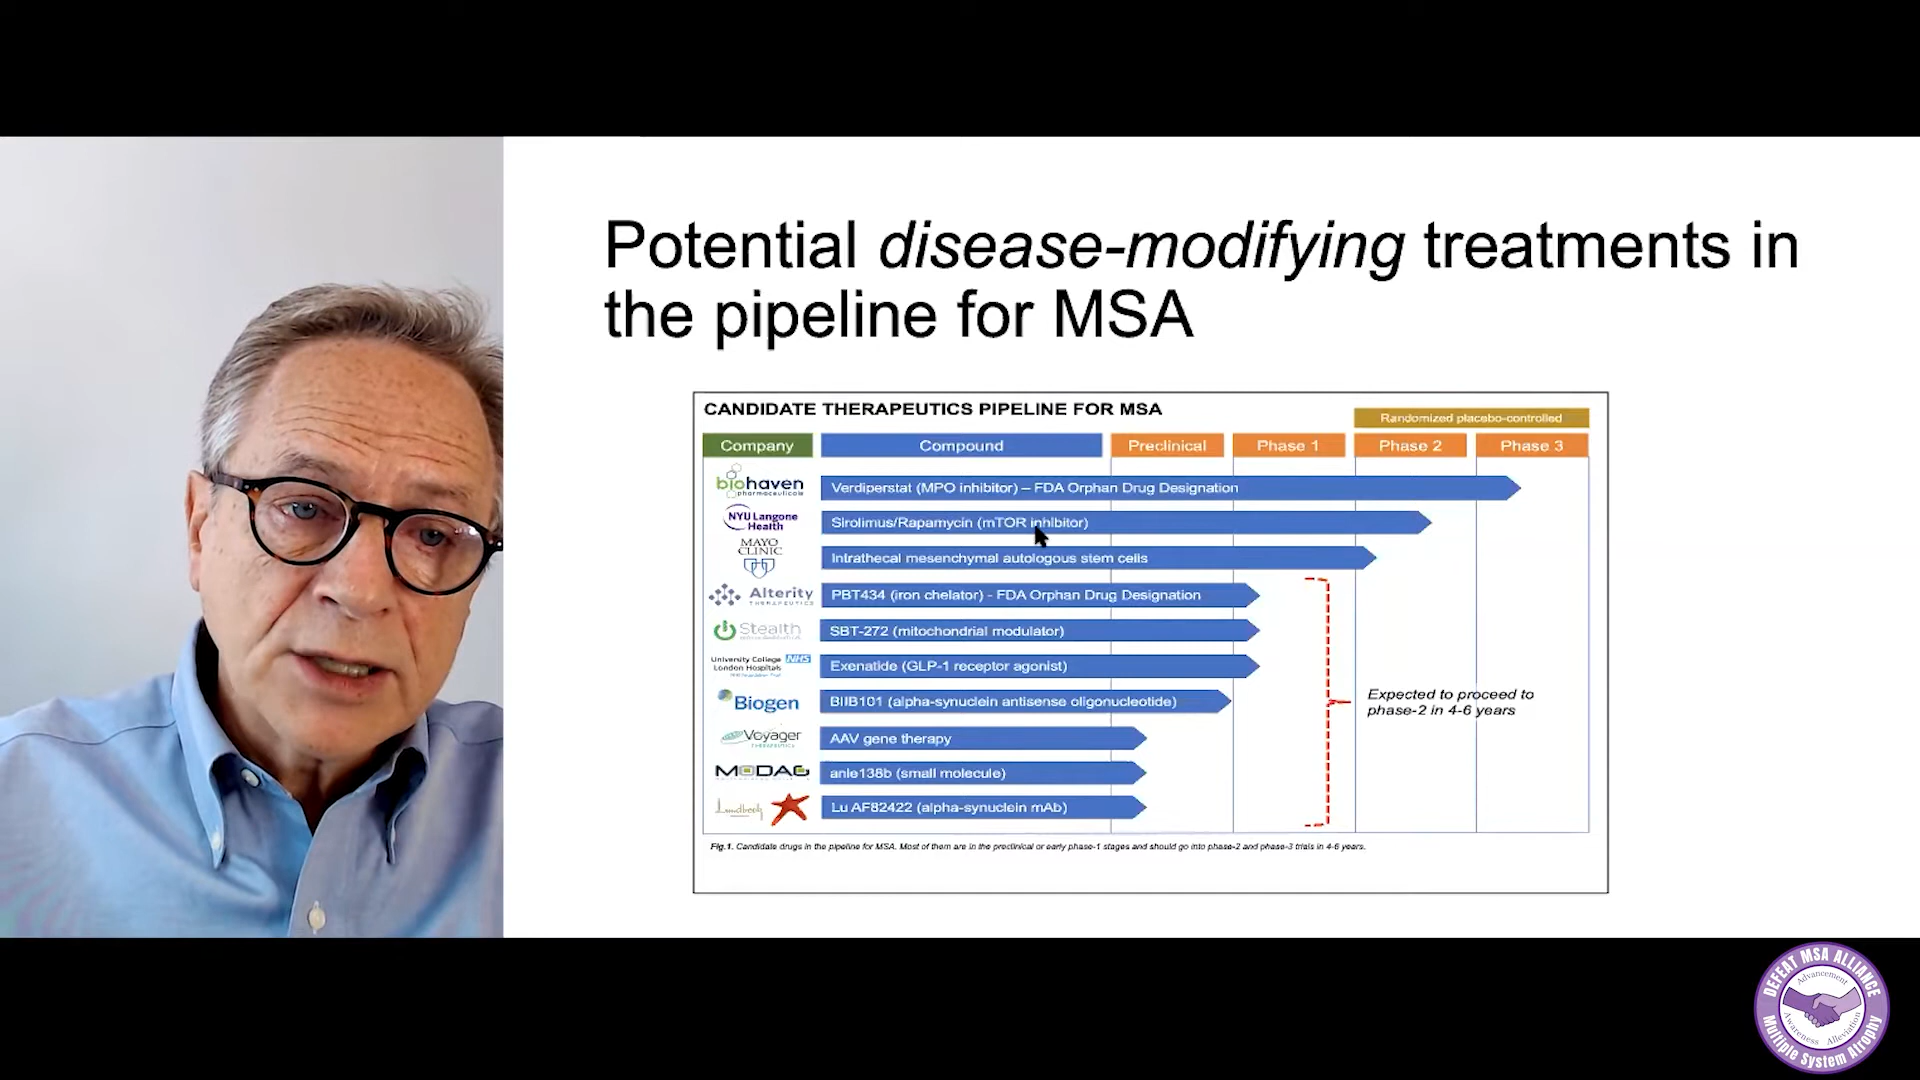 Potential disease-modifying treatments in
the pipeline for MSA
CANDIDATE THERAPEUTICS PIPELINE FOR MSA
Randomized placebo-controlled
Company Compound Preclinical Phase 1 Phase 2 Phase 3
biohaven
pharmaceuticals
Verdiperstat (MPO inhibitor) – FDA Orphan Drug Designation
NYU Langone
Health
Sirolimus/Rapamycin (mTOR inhibitor)
MAYO
CLINIC
Intrathecal mesenchymal autologous stem cells
Alterity
THERAPEUTICS
PBT434 (iron chelator) - FDA Orphan Drug Designation
Stealth
SBT-272 (mitochondrial modulator)
University College
London Hospitals
NHS
Exenatide (GLP-1 receptor agonist)
Biogen
BIIB101 (alpha-synuclein antisense oligonucleotide)
Voyager
THERAPEUTICS
AAV gene therapy
MODAG
anle138b (small molecule)
Lundbeck
Lu AF82422 (alpha-synuclein mAb)
Expected to proceed to
phase-2 in 4-6 years
Fig.1. Candidate drugs in the pipeline for MSA. Most of them are in the preclinical or early phase-1 stages and should go into phase-2 and phase-3 trials in 4-6 years.
DEFEAT MSA ALLIANCE
Advancement
Awareness Alleviation
Multiple System Atrophy